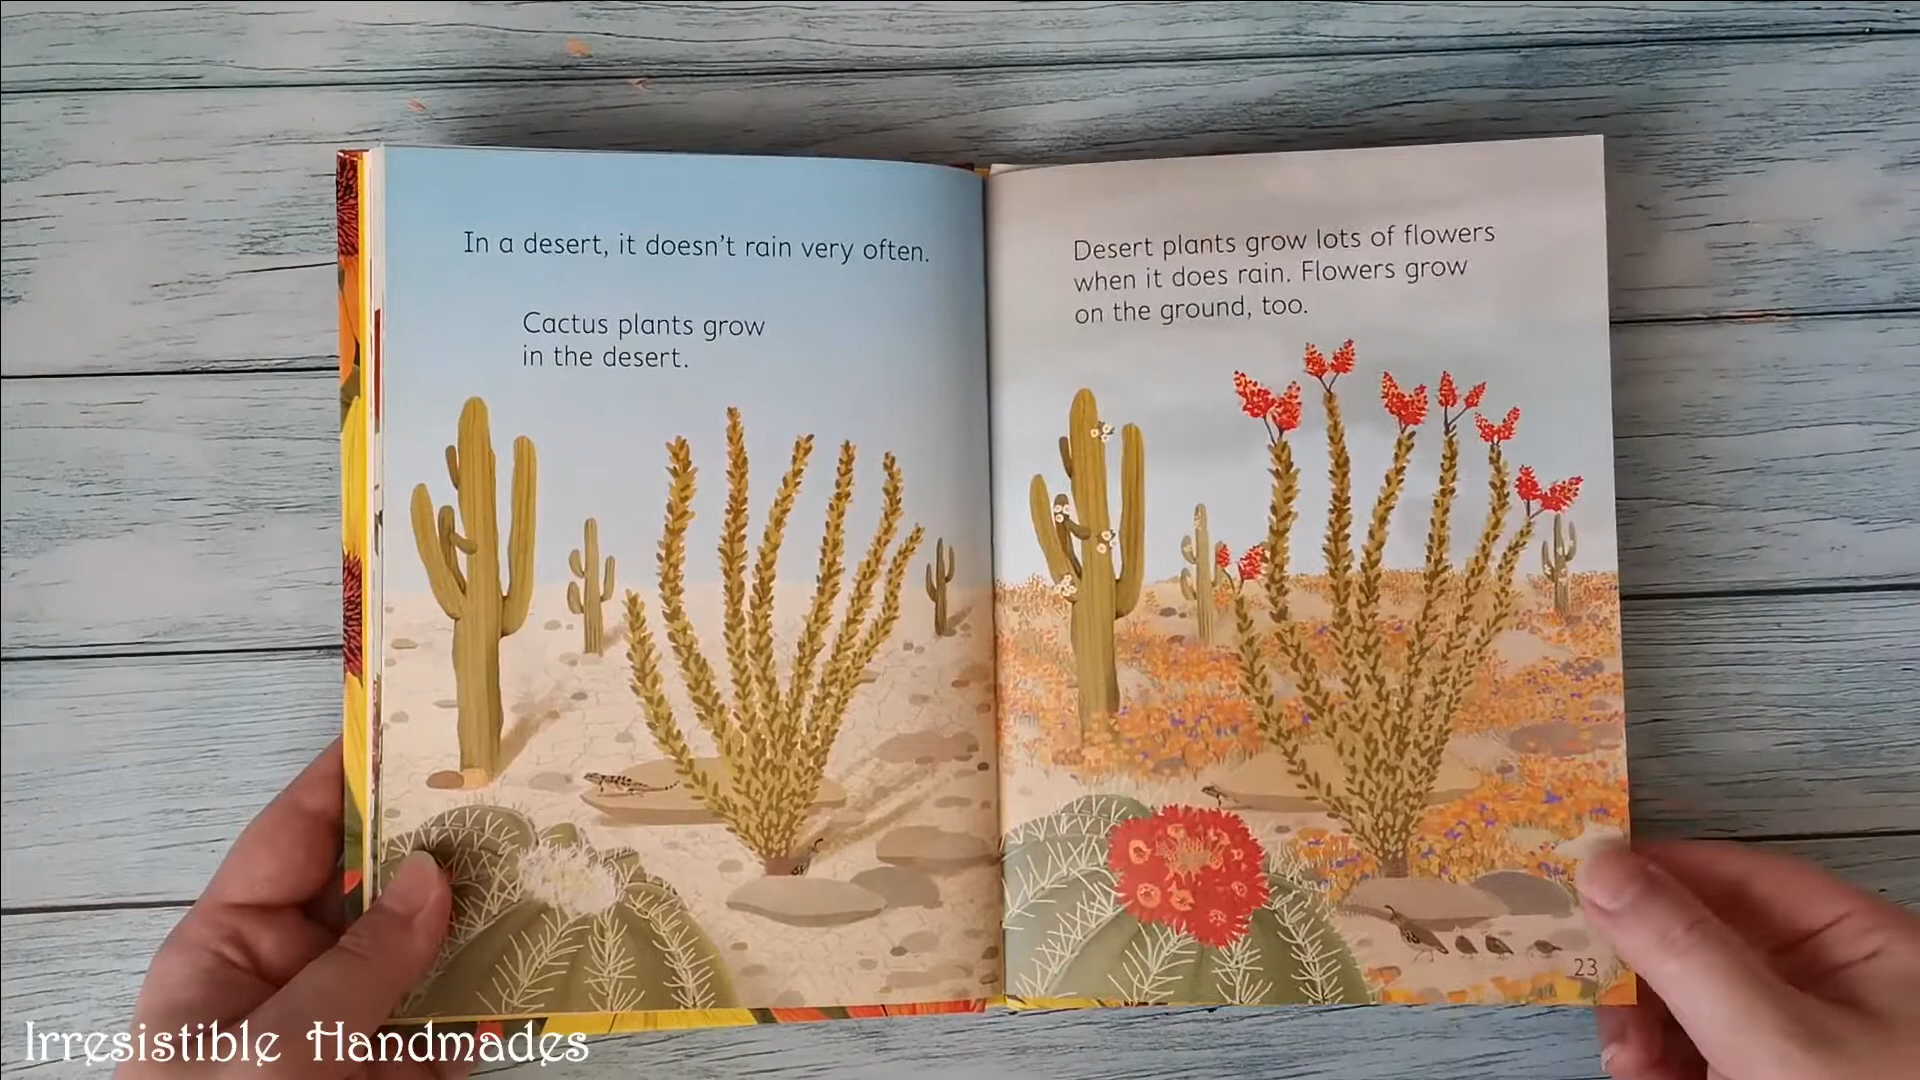 In a desert, it doesn't rain very often.
Cactus plants grow
in the desert.
Desert plants grow lots of flowers
when it does rain. Flowers grow
on the ground, too.
23
Irresistible Handmades